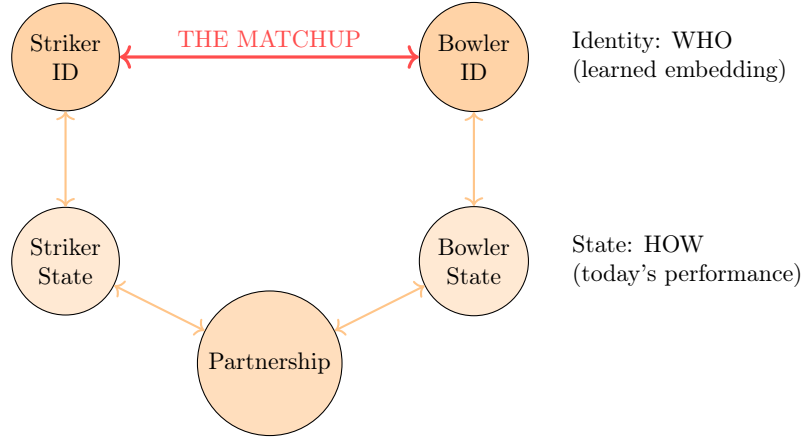 Striker
ID
THE MATCHUP
Bowler
ID
Identity: WHO
(learned embedding)
Striker
State
Bowler
State
State: HOW
(today's performance)
Partnership